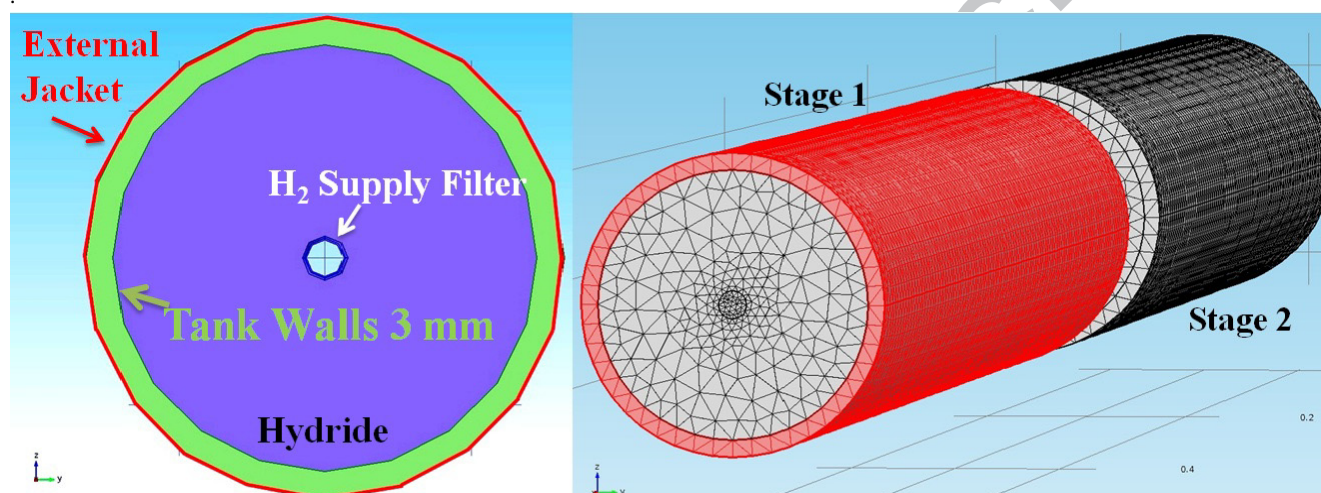 External
Jacket
H₂ Supply Filter
Tank Walls 3 mm
Hydride
z
y
Stage 1
Stage 2
0.2
0.4
z
y